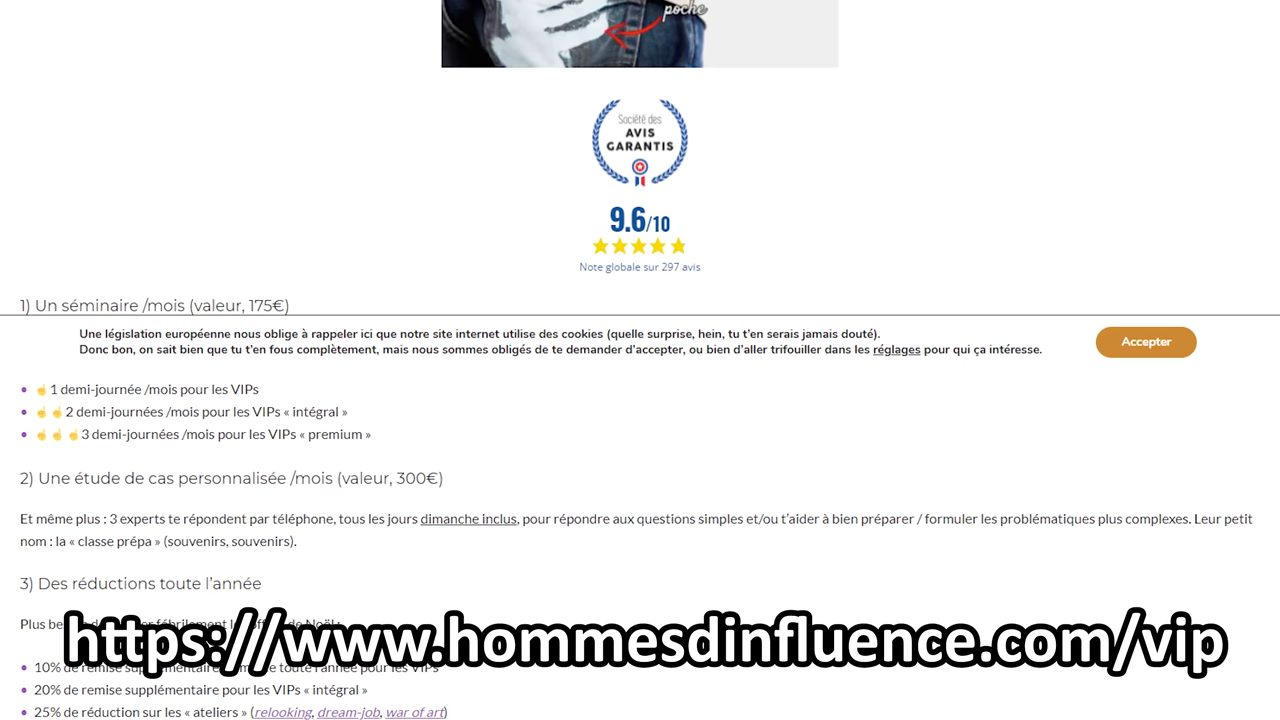 poche
Société des
AVIS
GARANTIS
9.6/10
Note globale sur 297 avis
1) Un séminaire /mois (valeur, 175€)
Une législation européenne nous oblige à rappeler ici que notre site internet utilise des cookies (quelle surprise, hein, tu t'en serais jamais douté).
Donc bon, on sait bien que tu t'en fous complètement, mais nous sommes obligés de te demander d'accepter, ou bien d'aller trifouiller dans les réglages pour qui ça intéresse.
Accepter
☝1 demi-journée /mois pour les VIPs
☝☝2 demi-journées /mois pour les VIPs « intégral »
☝☝☝3 demi-journées /mois pour les VIPs « premium »
2) Une étude de cas personnalisée /mois (valeur, 300€)
Et même plus : 3 experts te répondent par téléphone, tous les jours dimanche inclus, pour répondre aux questions simples et/ou t'aider à bien préparer / formuler les problématiques plus complexes. Leur petit
nom : la « classe prépa » (souvenirs, souvenirs).
3) Des réductions toute l'année
Plus de Noël :
https://www.hommesdinfluence.com/vip
10% de remise supplémentaire toute l'année pour les VIPs
20% de remise supplémentaire pour les VIPs « intégral »
25% de réduction sur les « ateliers » (relooking, dream-job, war of art)